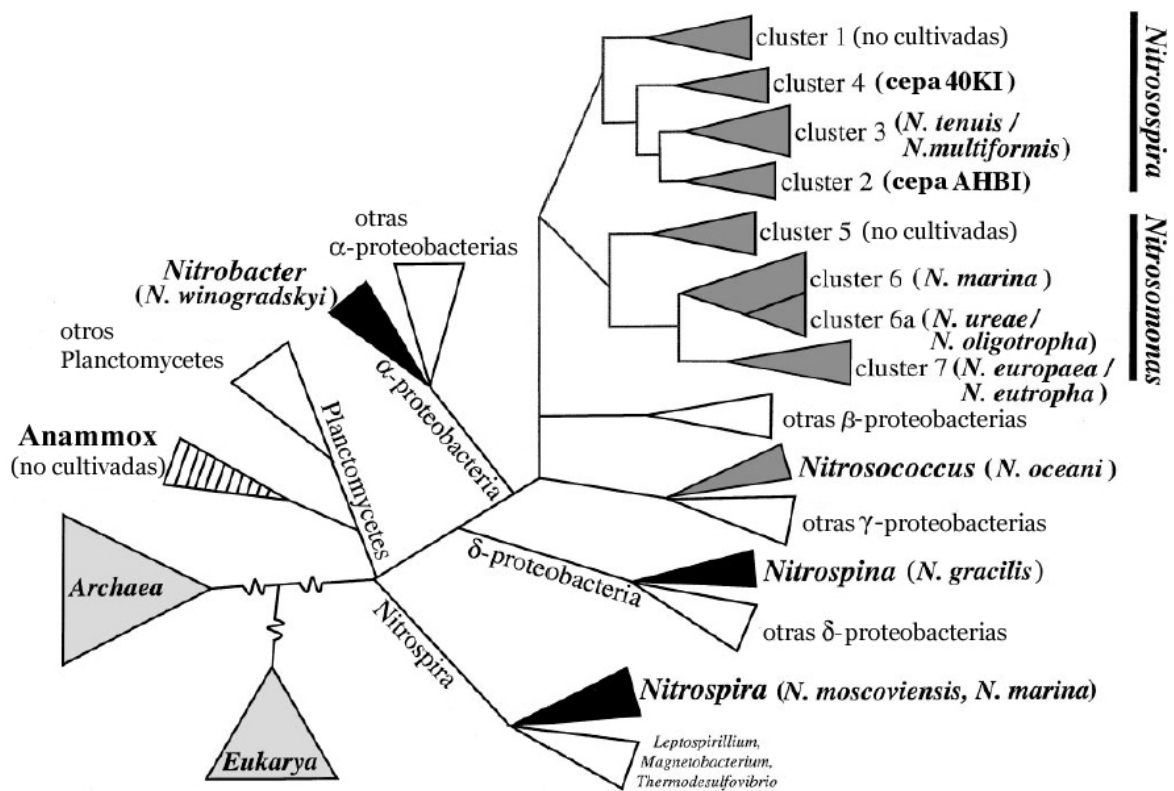 cluster 1 (no cultivadas)
cluster 4 (cepa 40KI)
cluster 3 (N. tenuis /
N.multiformis)
cluster 2 (cepa AHBI)
Nitrosospira
cluster 5 (no cultivadas)
cluster 6 (N. marina)
cluster 6a (N. ureae/
N. oligotropha)
cluster 7 (N. europaea /
N. eutropha)
Nitrosomonas
otras β-proteobacterias
Nitrosococcus (N. oceani)
otras γ-proteobacterias
Nitrospina (N. gracilis)
otras δ-proteobacterias
δ-proteobacteria
Nitrospira (N. moscoviensis, N. marina)
Leptospirillium,
Magnetobacterium,
Thermodesulfovibrio
Nitrospira
otras
α-proteobacterias
Nitrobacter
(N. winogradskyi)
α-proteobacteria
otros
Planctomycetes
Planctomycetes
Anammox
(no cultivadas)
Archaea
Eukarya